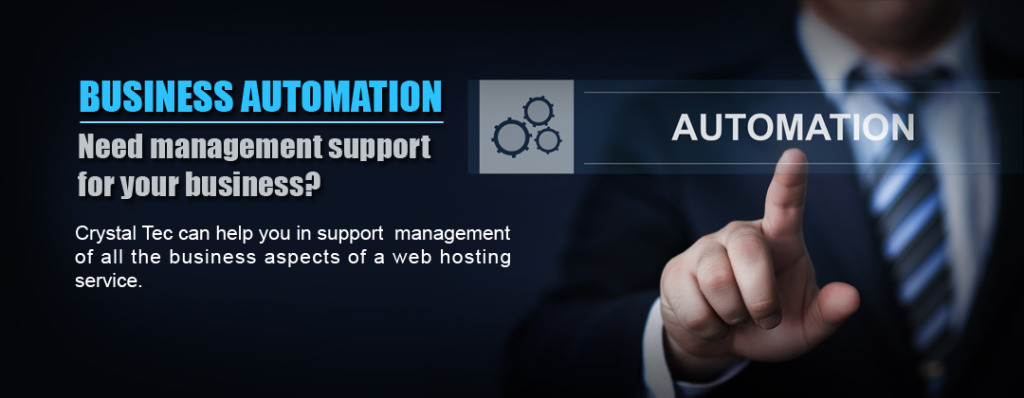 BUSINESS AUTOMATION
Need management support
for your business?
Crystal Tec can help you in support management
of all the business aspects of a web hosting
service.
AUTOMATION